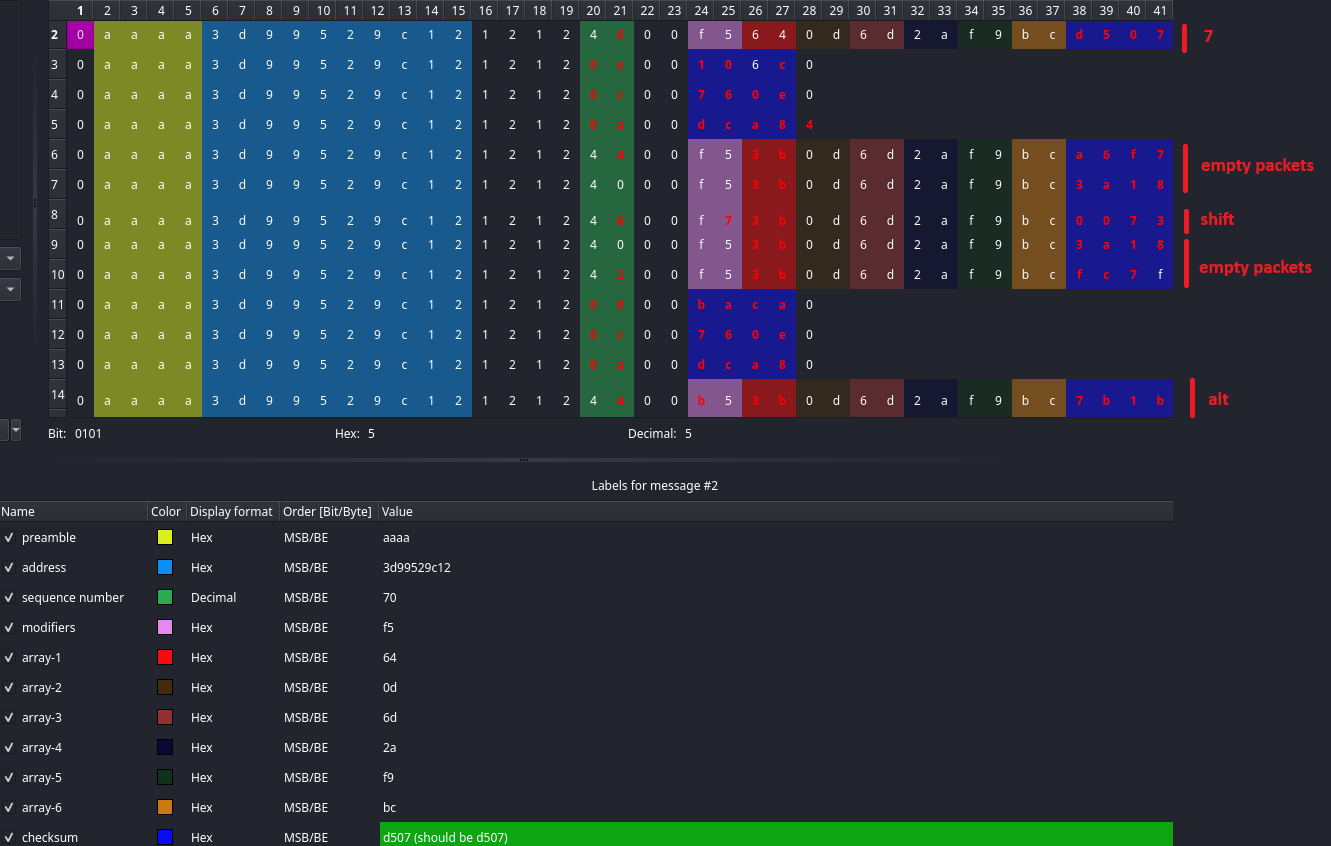 1 2 3 4 5 6 7 8 9 10 11 12 13 14 15 16 17 18 19 20 21 22 23 24 25 26 27 28 29 30 31 32 33 34 35 36 37 38 39 40 41
2 0 a a a a 3 d 9 9 5 2 9 c 1 2 1 2 1 2 4 6 0 0 f 5 6 4 0 d 6 d 2 a f 9 b c d 5 0 7 7
3 0 a a a a 3 d 9 9 5 2 9 c 1 2 1 2 1 2 0 e 0 0 1 0 6 c 0
4 0 a a a a 3 d 9 9 5 2 9 c 1 2 1 2 1 2 0 c 0 0 7 6 0 e 0
5 0 a a a a 3 d 9 9 5 2 9 c 1 2 1 2 1 2 0 a 0 0 d c a 8 4
6 0 a a a a 3 d 9 9 5 2 9 c 1 2 1 2 1 2 4 4 0 0 f 5 3 b 0 d 6 d 2 a f 9 b c a 6 f 7
empty packets
7 0 a a a a 3 d 9 9 5 2 9 c 1 2 1 2 1 2 4 0 0 0 f 5 3 b 0 d 6 d 2 a f 9 b c 3 a 1 8
8 0 a a a a 3 d 9 9 5 2 9 c 1 2 1 2 1 2 4 6 0 0 f 7 3 b 0 d 6 d 2 a f 9 b c 0 0 7 3 shift
9 0 a a a a 3 d 9 9 5 2 9 c 1 2 1 2 1 2 4 0 0 0 f 5 3 b 0 d 6 d 2 a f 9 b c 3 a 1 8
empty packets
10 0 a a a a 3 d 9 9 5 2 9 c 1 2 1 2 1 2 4 2 0 0 f 5 3 b 0 d 6 d 2 a f 9 b c f c 7 f
11 0 a a a a 3 d 9 9 5 2 9 c 1 2 1 2 1 2 0 8 0 0 b a c a 0
12 0 a a a a 3 d 9 9 5 2 9 c 1 2 1 2 1 2 0 c 0 0 7 6 0 e 0
13 0 a a a a 3 d 9 9 5 2 9 c 1 2 1 2 1 2 0 a 0 0 d c a 8 0
14 0 a a a a 3 d 9 9 5 2 9 c 1 2 1 2 1 2 4 4 0 0 b 5 3 b 0 d 6 d 2 a f 9 b c 7 b 1 b alt
Bit: 0101 Hex: 5 Decimal: 5
Labels for message #2
Name Color Display format Order [Bit/Byte] Value
preamble Hex MSB/BE aaaa
address Hex MSB/BE 3d99529c12
sequence number Decimal MSB/BE 70
modifiers Hex MSB/BE f5
array-1 Hex MSB/BE 64
array-2 Hex MSB/BE 0d
array-3 Hex MSB/BE 6d
array-4 Hex MSB/BE 2a
array-5 Hex MSB/BE f9
array-6 Hex MSB/BE bc
checksum Hex MSB/BE d507 (should be d507)